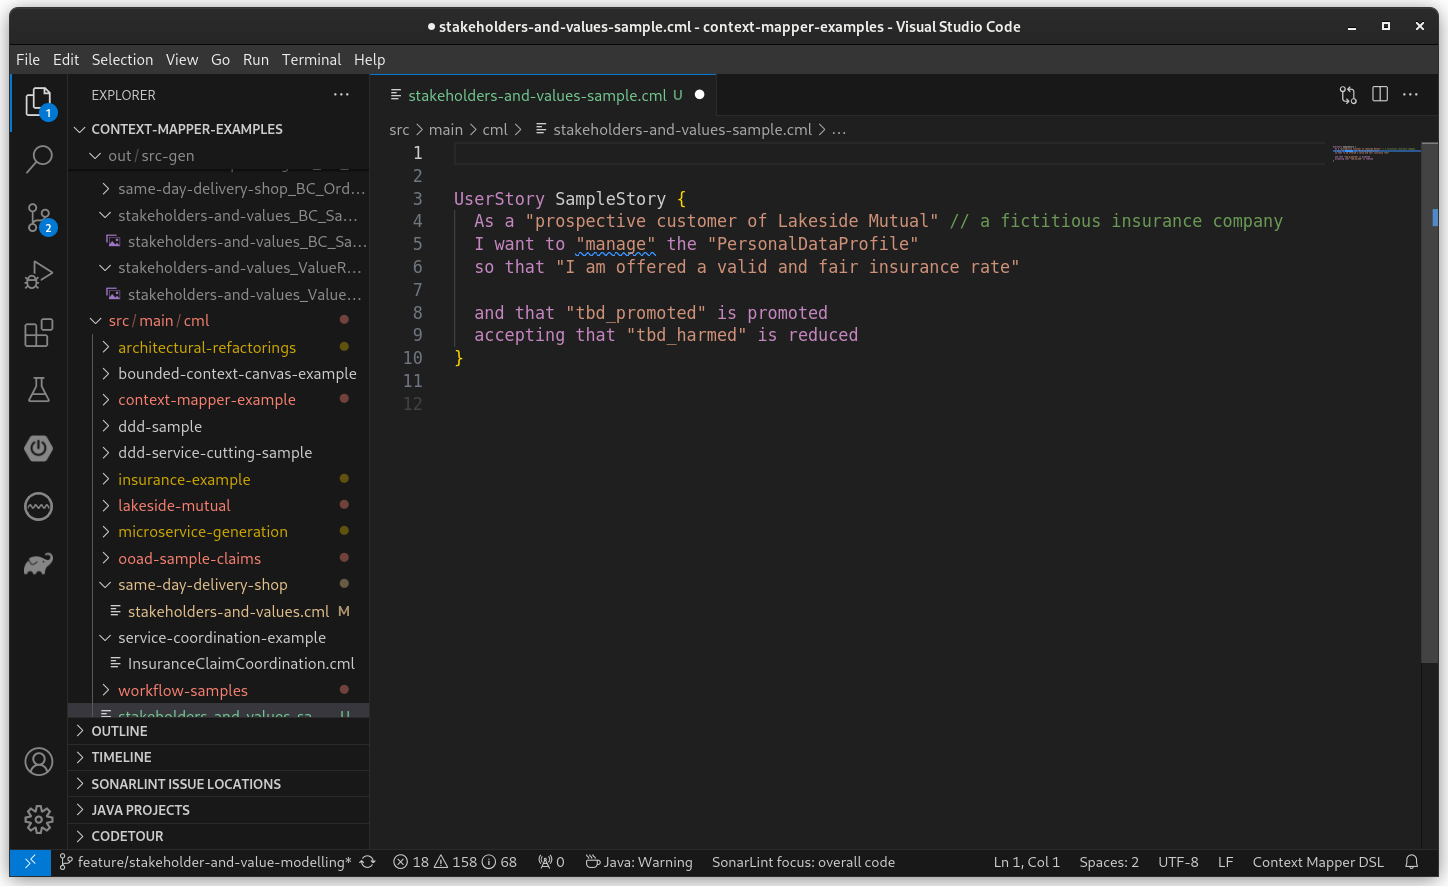 stakeholders-and-values-sample.cml - context-mapper-examples - Visual Studio Code
File Edit Selection View Go Run Terminal Help
EXPLORER
1
2
CONTEXT-MAPPER-EXAMPLES
out/src-gen
same-day-delivery-shop_BC_Ord...
stakeholders-and-values_BC_Sa...
stakeholders-and-values_BC_Sa...
stakeholders-and-values_ValueR...
stakeholders-and-values_Value...
src/main/cml
architectural-refactorings
bounded-context-canvas-example
context-mapper-example
ddd-sample
ddd-service-cutting-sample
insurance-example
lakeside-mutual
microservice-generation
ooad-sample-claims
same-day-delivery-shop
stakeholders-and-values.cml M
service-coordination-example
InsuranceClaimCoordination.cml
workflow-samples
stakeholders-and-values-sa... U
OUTLINE
TIMELINE
SONARLINT ISSUE LOCATIONS
JAVA PROJECTS
CODETOUR
stakeholders-and-values-sample.cml U
src > main > cml > stakeholders-and-values-sample.cml > ...
1
2
3 UserStory SampleStory {
4 As a "prospective customer of Lakeside Mutual" // a fictitious insurance company
5 I want to "manage" the "PersonalDataProfile"
6 so that "I am offered a valid and fair insurance rate"
7
8 and that "tbd_promoted" is promoted
9 accepting that "tbd_harmed" is reduced
10 }
11
12
feature/stakeholder-and-value-modelling* 18 158 68 0 Java: Warning SonarLint focus: overall code Ln 1, Col 1 Spaces: 2 UTF-8 LF Context Mapper DSL